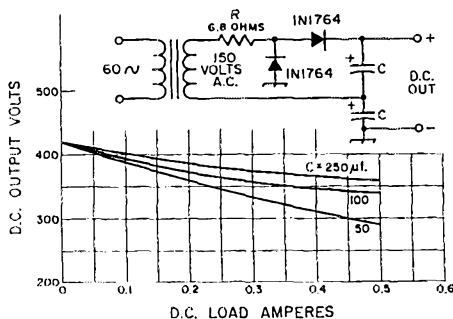 R
6.8 OHMS
1N1764
60~
150
VOLTS
A.C.
1N1764
+
C
+
D.C.
OUT
+
C
-
D.C. OUTPUT VOLTS
500
400
300
200
C = 250 µf.
100
50
0
0.1
0.2
0.3
0.4
0.5
0.6
D.C. LOAD AMPERES